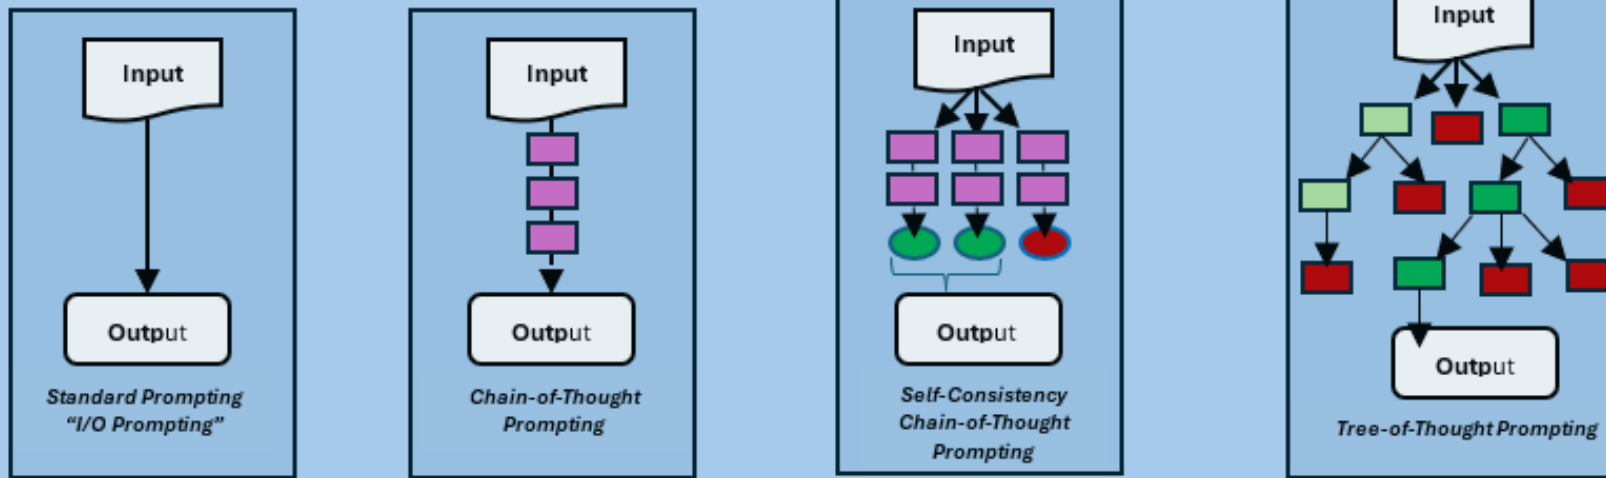 Input
Output
Standard Prompting
“I/O Prompting”
Input
Output
Chain-of-Thought
Prompting
Input
Output
Self-Consistency
Chain-of-Thought
Prompting
Input
Output
Tree-of-Thought Prompting